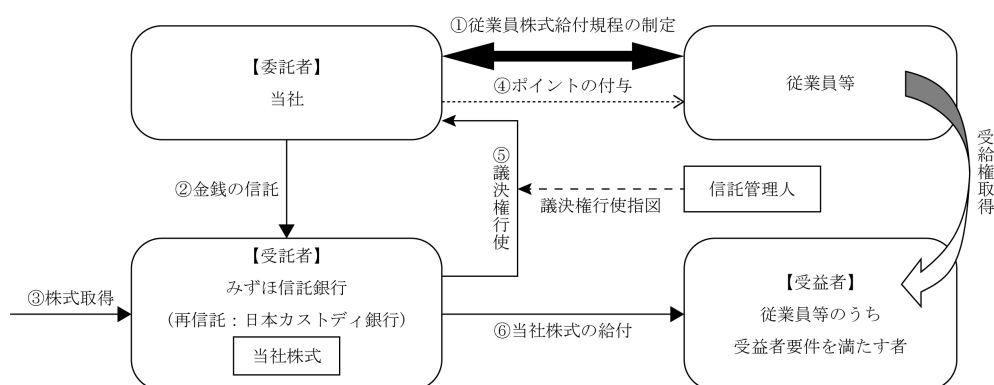 ①従業員株式給付規程の制定
【委託者】
当社
従業員等
④ポイントの付与
受給権取得
②金銭の信託
⑤議決権行使
議決権行使指図
信託管理人
【受託者】
みずほ信託銀行
（再信託：日本カストディ銀行）
当社株式
③株式取得
⑥当社株式の給付
【受益者】
従業員等のうち
受益者要件を満たす者